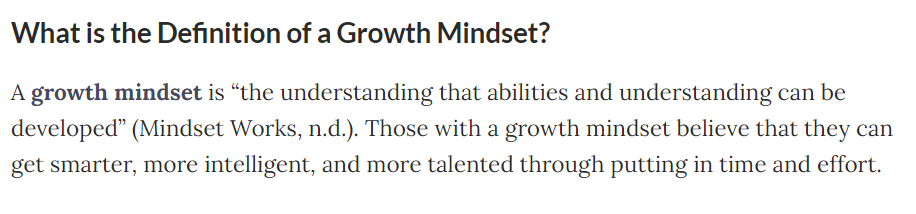 What is the Definition of a Growth Mindset?
A growth mindset is “the understanding that abilities and understanding can be
developed” (Mindset Works, n.d.). Those with a growth mindset believe that they can
get smarter, more intelligent, and more talented through putting in time and effort.